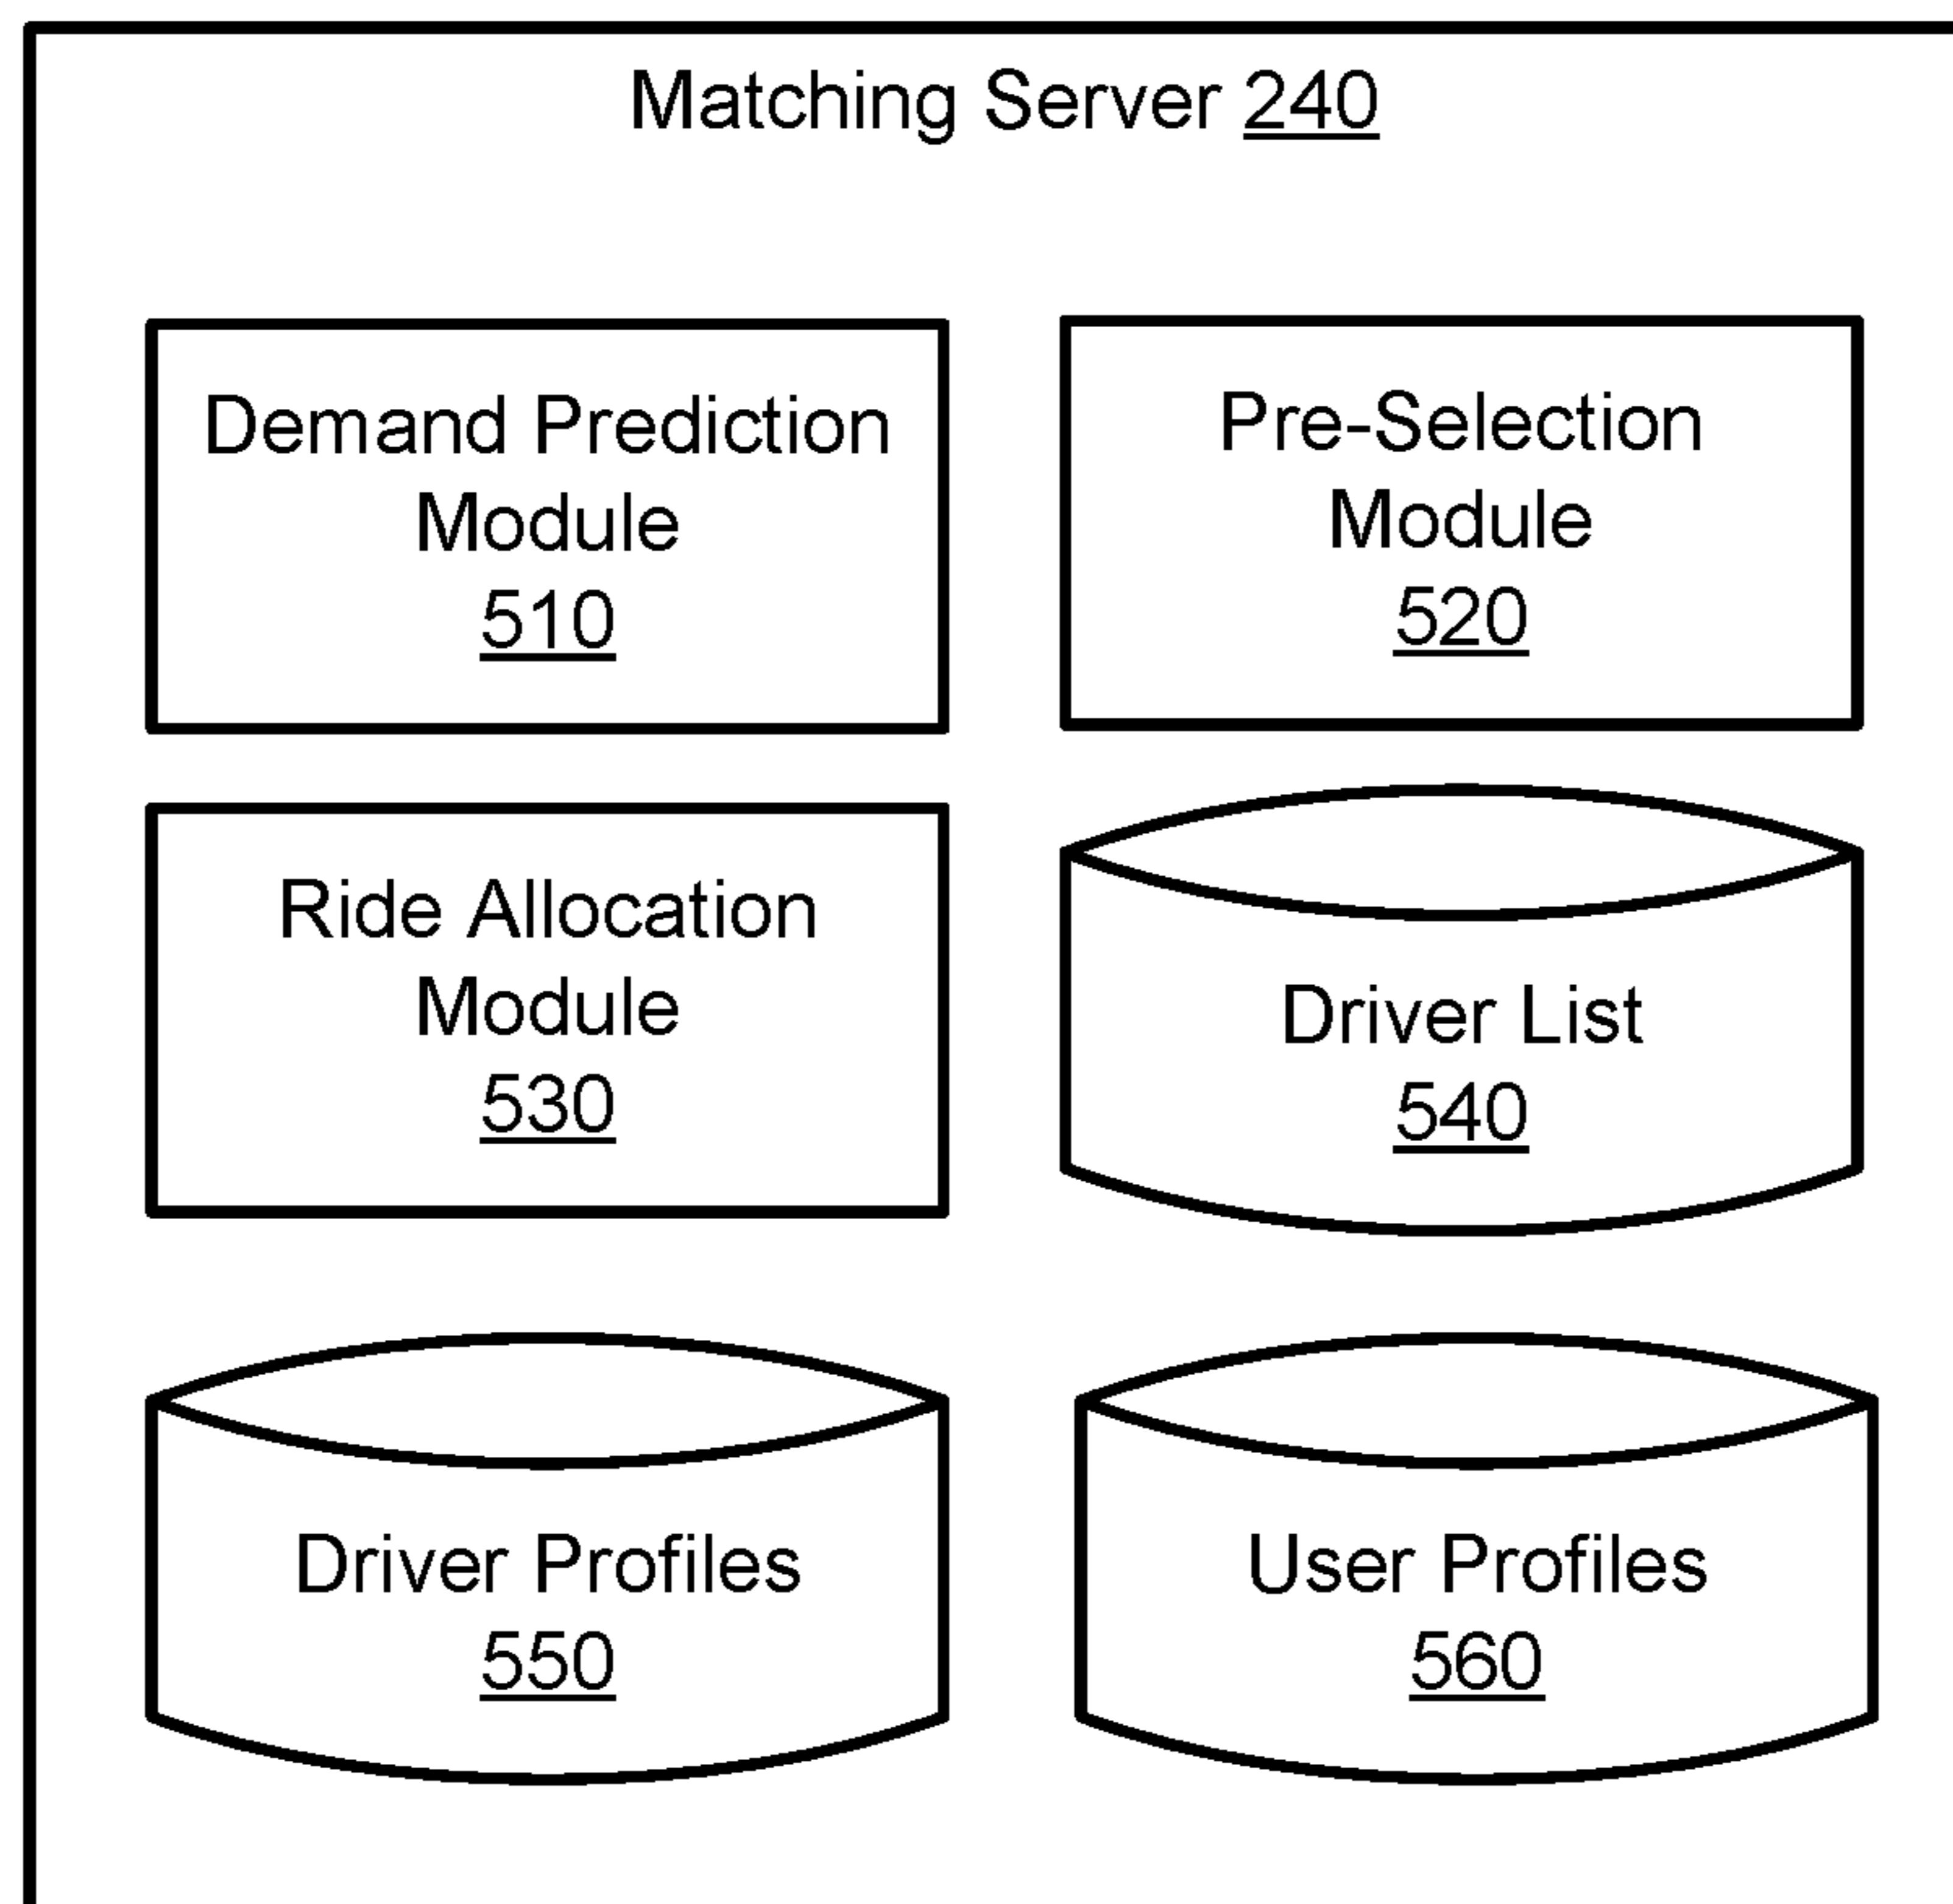 Matching Server 240
Demand Prediction
Module
510
Pre-Selection
Module
520
Ride Allocation
Module
530
Driver List
540
Driver Profiles
550
User Profiles
560